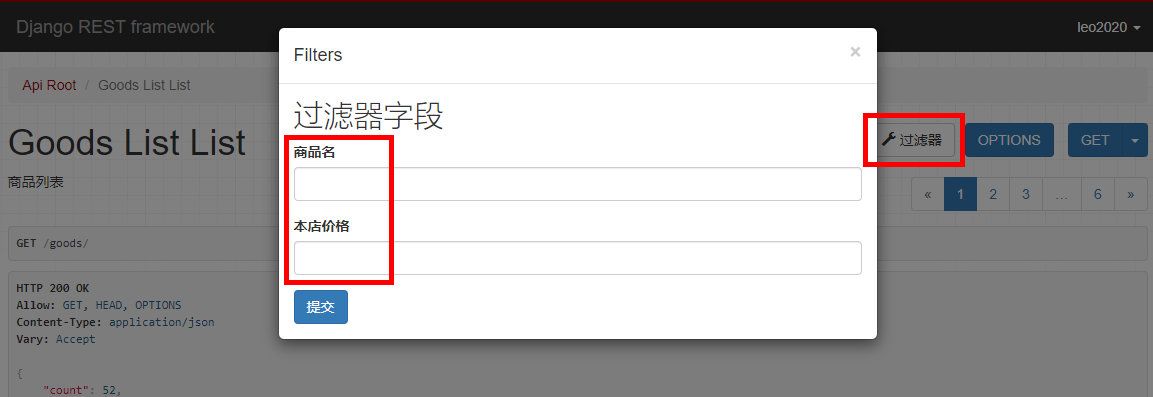 Django REST framework
leo2020
Filters ×
Api Root / Goods List List
过滤器字段
Goods List List
过滤器 OPTIONS GET
商品名
商品列表
« 1 2 3 … 6 »
本店价格
GET /goods/
HTTP 200 OK
提交
Allow: GET, HEAD, OPTIONS
Content-Type: application/json
Vary: Accept
{
"count": 52,